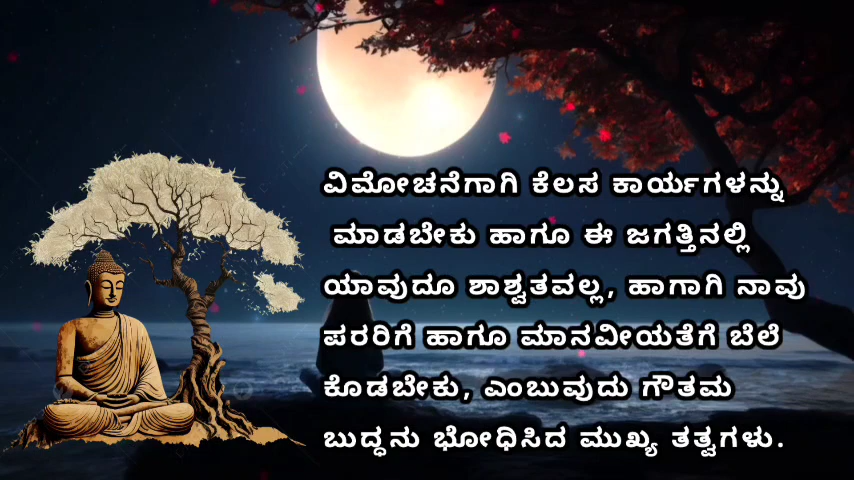 ವಿಮೋಚನೆಗಾಗಿ ಕೆಲಸ ಕಾರ್ಯಗಳನ್ನು
ಮಾಡಬೇಕು ಹಾಗೂ ಈ ಜಗತ್ತಿನಲ್ಲಿ
ಯಾವುದೂ ಶಾಶ್ವತವಲ್ಲ, ಹಾಗಾಗಿ ನಾವು
ಪರರಿಗೆ ಹಾಗೂ ಮಾನವೀಯತೆಗೆ ಬೆಲೆ
ಕೊಡಬೇಕು, ಎಂಬುವುದು ಗೌತಮ
ಬುದ್ಧನು ಭೋಧಿಸಿದ ಮುಖ್ಯ ತತ್ವಗಳು.